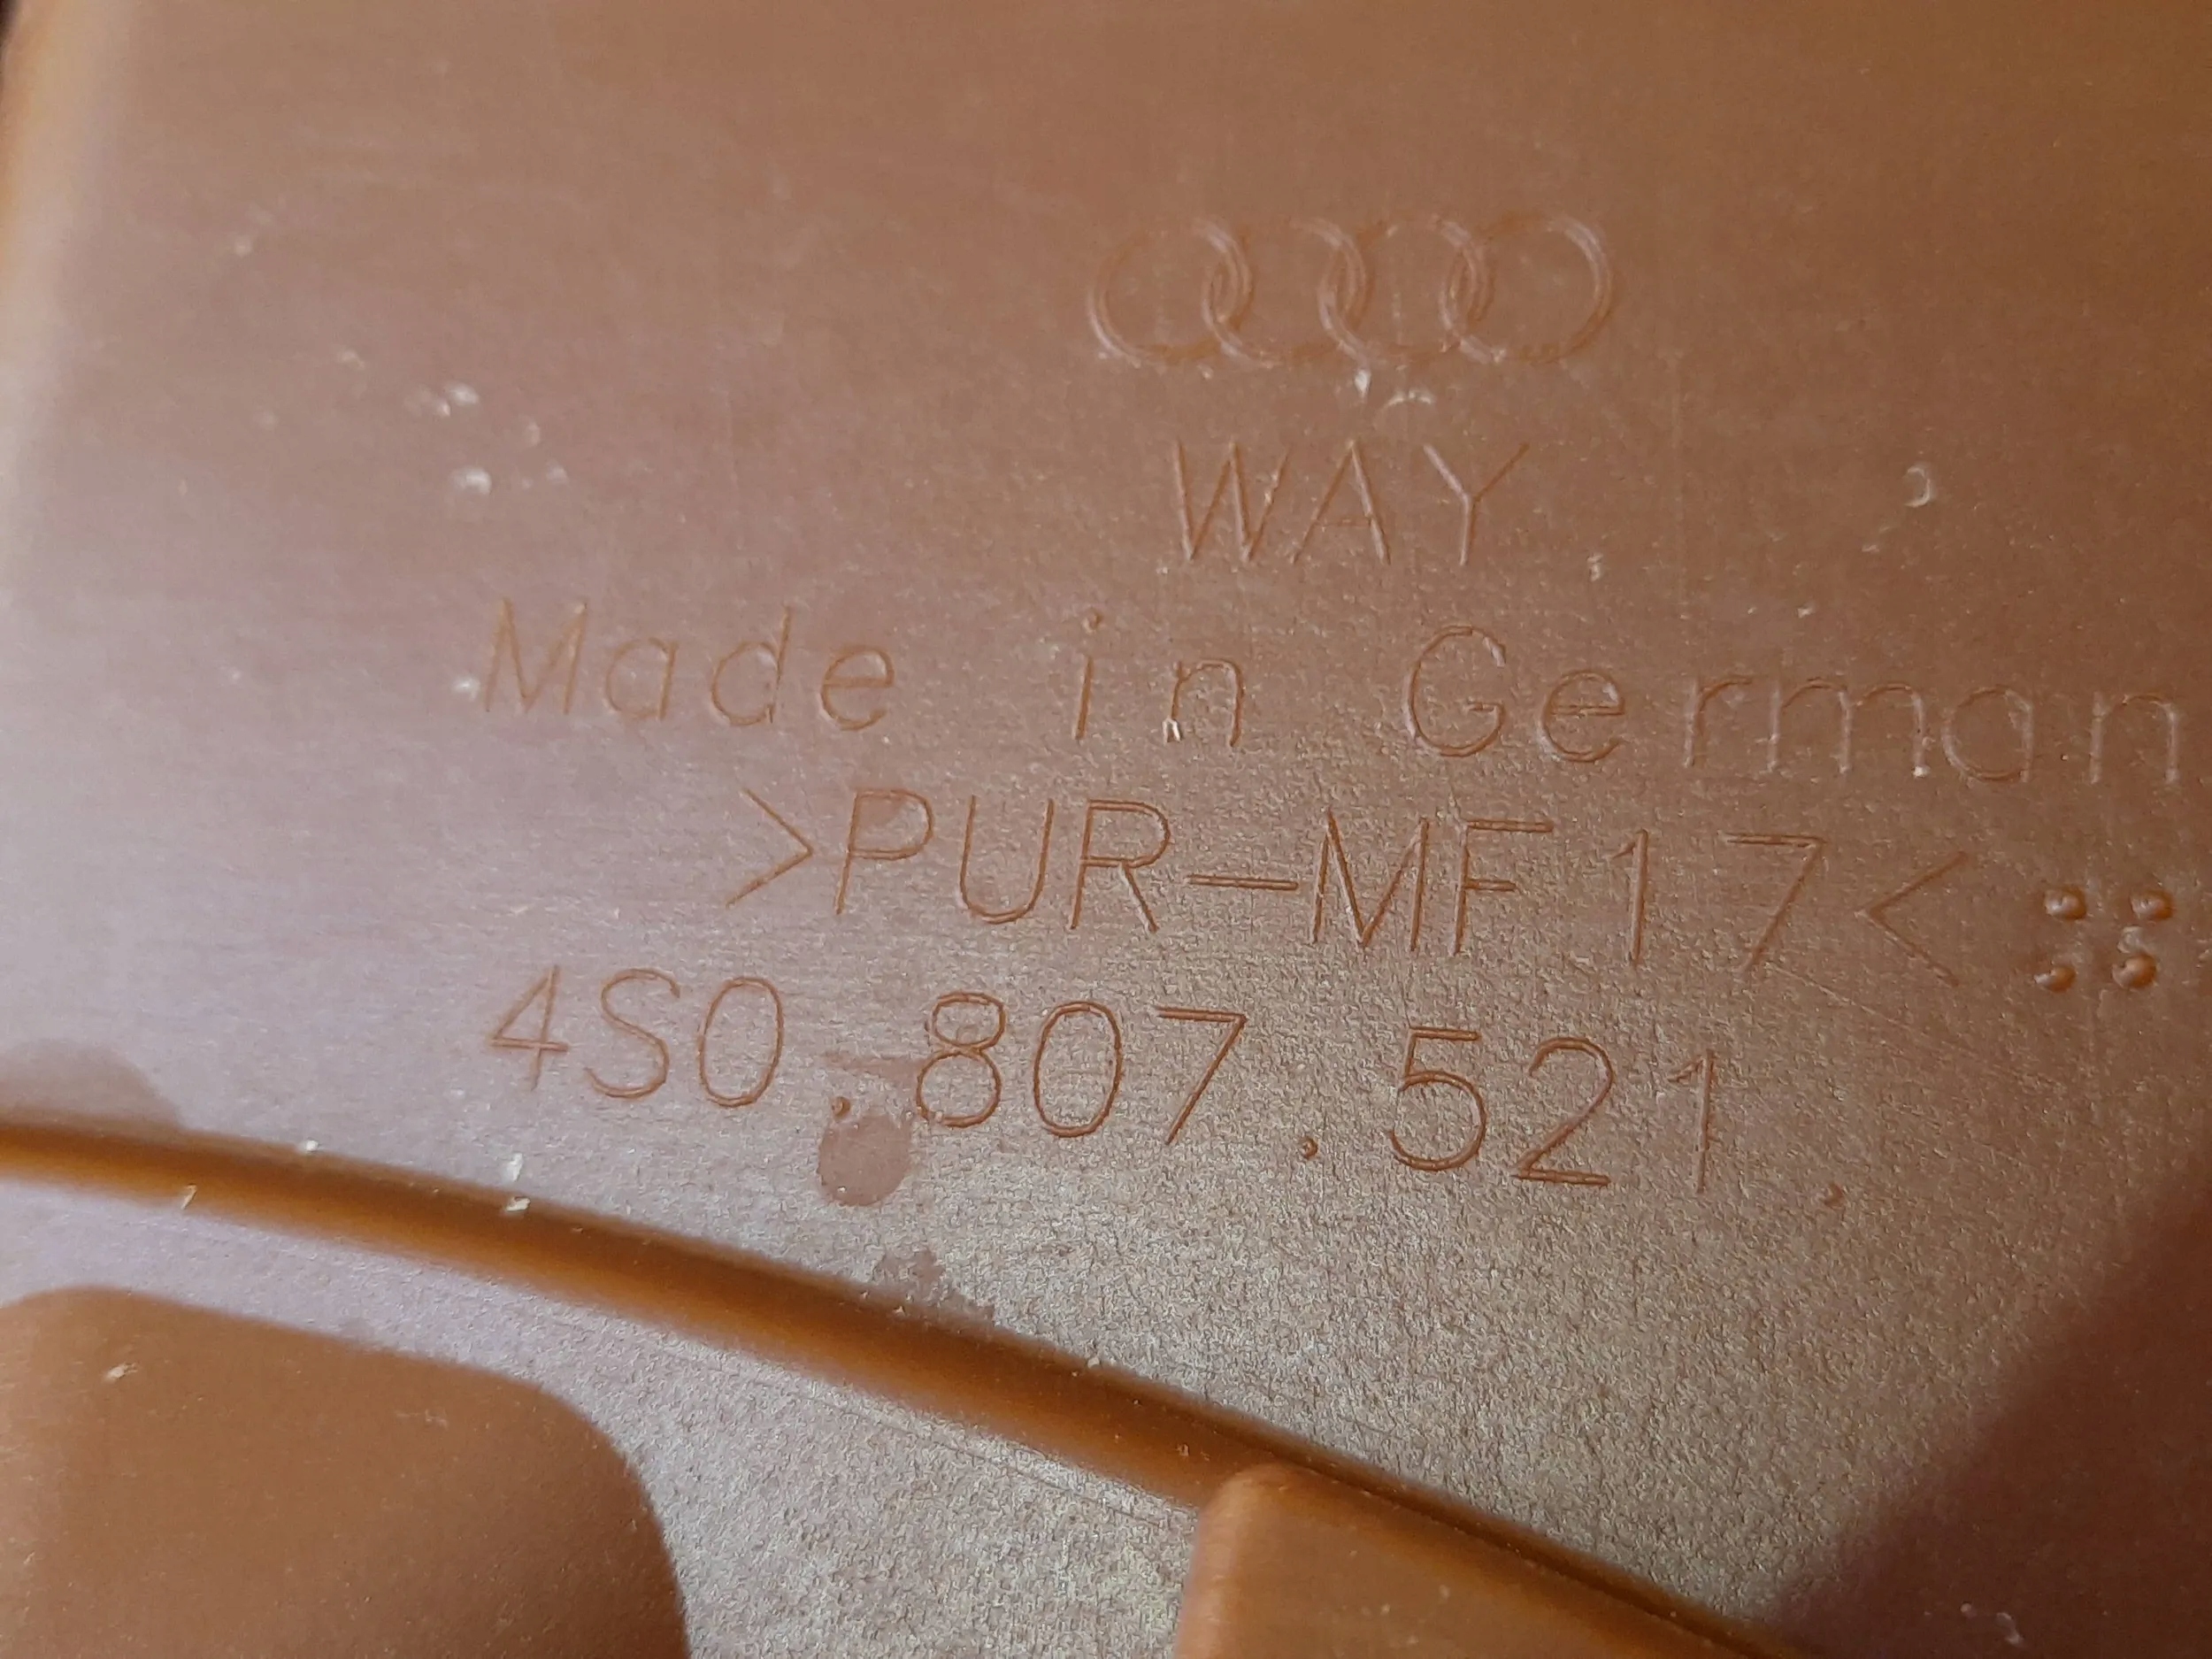 WAY
Made in German
>PUR-MF17<
4S0.807.521.